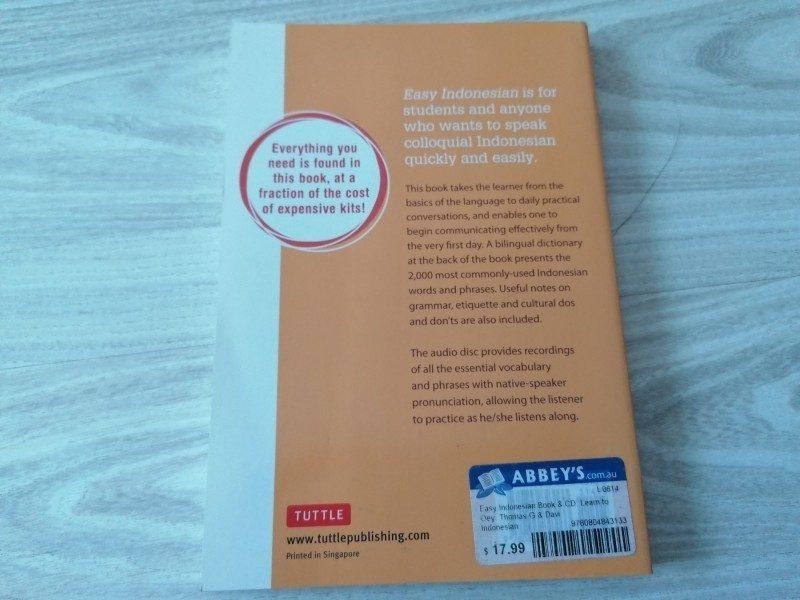 Easy Indonesian is for
students and anyone
who wants to speak
colloquial Indonesian
quickly and easily.
Everything you
need is found in
this book, at a
fraction of the cost
of expensive kits!
This book takes the learner from the
basics of the language to daily practical
conversations, and enables one to
begin communicating effectively from
the very first day. A bilingual dictionary
at the back of the book presents the
2,000 most commonly-used Indonesian
words and phrases. Useful notes on
grammar, etiquette and cultural dos
and don'ts are also included.
The audio disc provides recordings
of all the essential vocabulary
and phrases with native-speaker
pronunciation, allowing the listener
to practice as he/she listens along.
TUTTLE
www.tuttlepublishing.com
Printed in Singapore
ABBEY'S.com.au
L0614
Easy Indonesian Book & CD: Learn to
Oey, Thomas G & Davi
Indonesian
9780804843133
$ 17.99